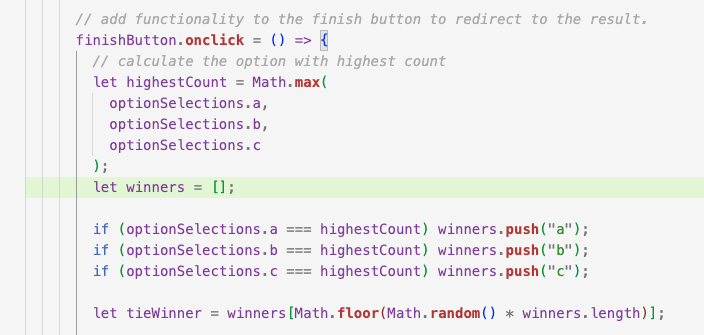 // add functionality to the finish button to redirect to the result.
finishButton.onclick = () => {
// calculate the option with highest count
let highestCount = Math.max(
optionSelections.a,
optionSelections.b,
optionSelections.c
);
let winners = [];
if (optionSelections.a === highestCount) winners.push("a");
if (optionSelections.b === highestCount) winners.push("b");
if (optionSelections.c === highestCount) winners.push("c");
let tieWinner = winners[Math.floor(Math.random() * winners.length)];